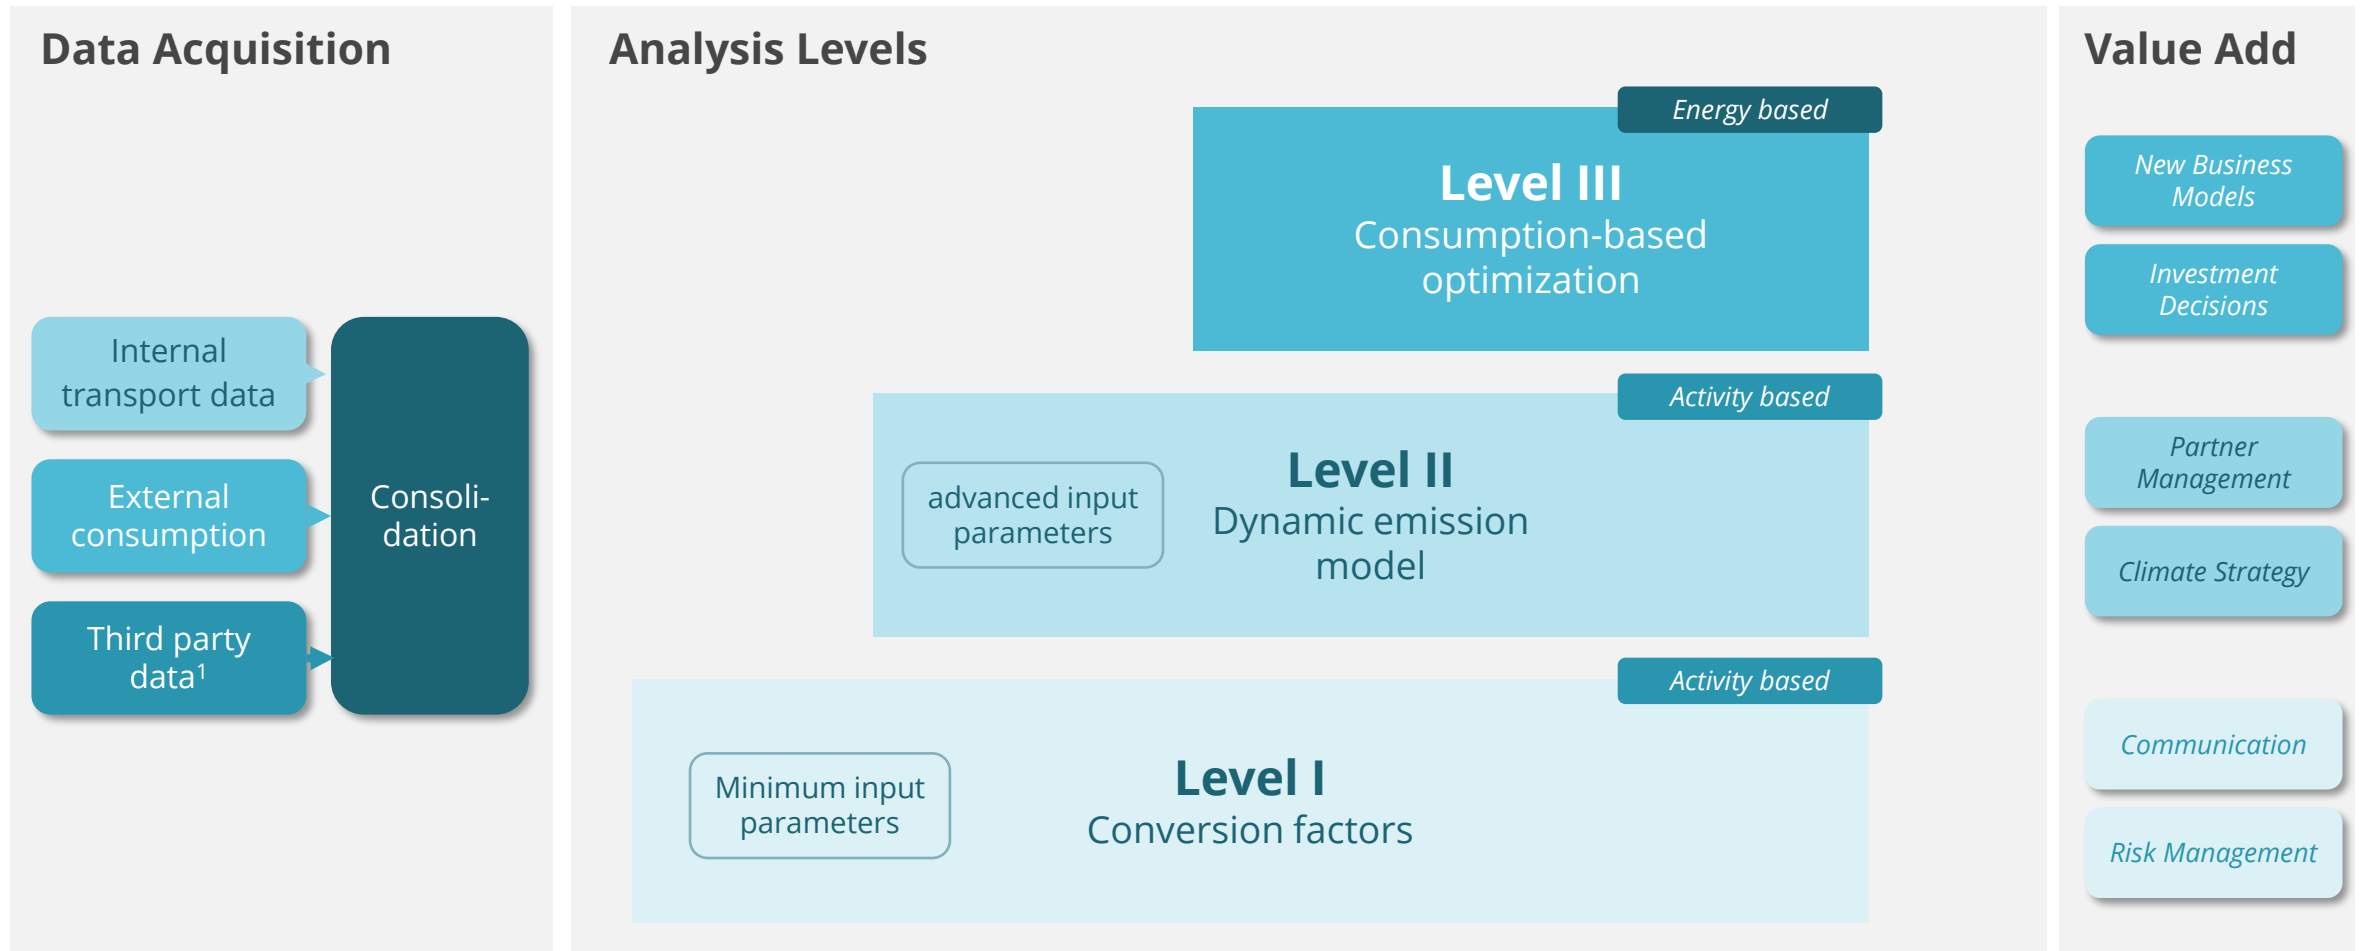 Data Acquisition
Internal
transport data
External
consumption
Third party
data¹
Consoli-
dation
Analysis Levels
Energy based
Level III
Consumption-based
optimization
Activity based
advanced input
parameters
Level II
Dynamic emission
model
Activity based
Minimum input
parameters
Level I
Conversion factors
Value Add
New Business
Models
Investment
Decisions
Partner
Management
Climate Strategy
Communication
Risk Management